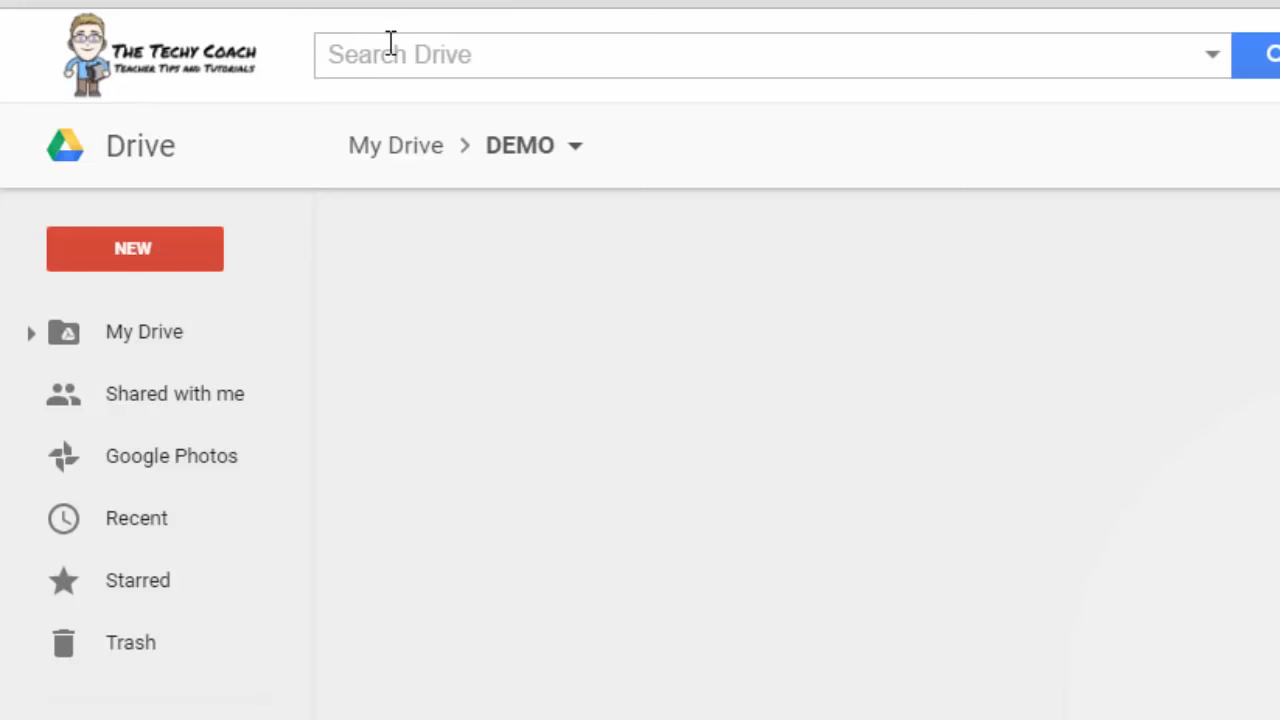 THE TECHY COACH
TEACHER TIPS AND TUTORIALS
Search Drive
Drive
My Drive > DEMO
NEW
My Drive
Shared with me
Google Photos
Recent
Starred
Trash